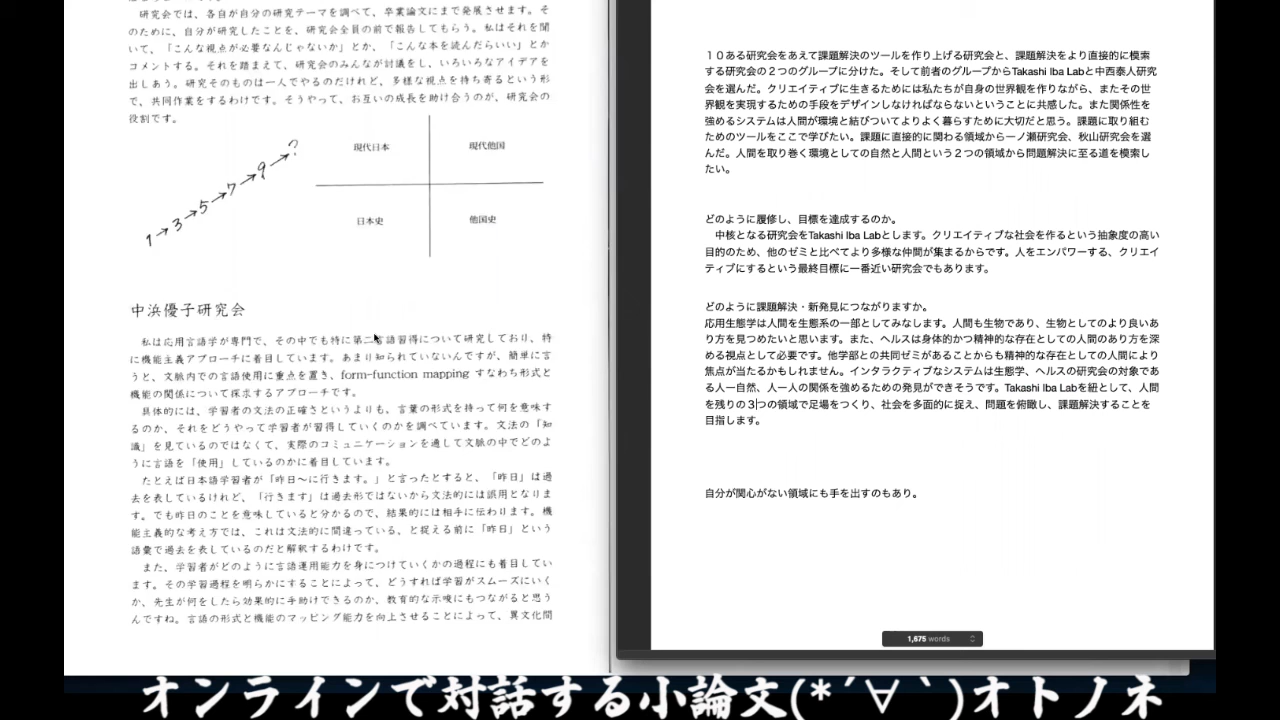 研究会では、各自が自分の研究テーマを調べて、卒業論文にまで発展させます。そ
のために、自分が研究したことを、研究会全員の前で報告してもらう。私はそれを聞
いて、「こんな視点が必要なんじゃないか」とか、「こんな本を読んだらいい」とか
コメントする。それを踏まえて、研究会のみんなが討議をし、いろいろなアイデアを
出しあう。研究そのものは一人でやるのだけれど、多様な視点を持ち寄るという形
で、共同作業をするわけです。そうやって、お互いの成長を助け合うのが、研究会の
役割です。
1→3→5→7→9→?
現代日本
現代他国
日本史
他国史
中浜優子研究会
私は応用言語学が専門で、その中でも特に第二言語習得について研究しており、特
に機能主義アプローチに着目しています。あまり知られていないんですが、簡単に言
うと、文脈内での言語使用に重点を置き、form-function mapping すなわち形式と
機能の関係について探求するアプローチです。
具体的には、学習者の文法の正確さというよりも、言葉の形式を持って何を意味す
るのか、それをどうやって学習者が習得していくのかを調べています。文法の「知
識」を見ているのではなくて、実際のコミュニケーションを通して文脈の中でどのよ
うに言語を「使用」しているのかに着目しています。
たとえば日本語学習者が「昨日〜に行きます。」と言ったとすると、「昨日」は過
去を表しているけれど、「行きます」は過去形ではないから文法的には誤用となりま
す。でも昨日のことを意味していると分かるので、結果的には相手に伝わります。機
能主義的な考え方では、これは文法的に間違っている、と捉える前に「昨日」という
語彙で過去を表しているのだと解釈するわけです。
また、学習者がどのように言語運用能力を身につけていくかの過程にも着目してい
ます。その学習過程を明らかにすることによって、どうすれば学習がスムーズにいく
か、先生が何をしたら効果的に手助けできるのか、教育的な示唆にもつながると思う
んですね。言語の形式と機能のマッピング能力を向上させることによって、異文化間
１０ある研究会をあえて課題解決のツールを作り上げる研究会と、課題解決をより直接的に模索
する研究会の２つのグループに分けた。そして前者のグループからTakashi Iba Labと中西泰人研究
会を選んだ。クリエイティブに生きるためには私たちが自身の世界観を作りながら、またその世
界観を実現するための手段をデザインしなければならないということに共感した。また関係性を
強めるシステムは人間が環境と結びついてよりよく暮らすために大切だと思う。課題に取り組む
ためのツールをここで学びたい。課題に直接的に関わる領域から一ノ瀬研究会、秋山研究会を選
んだ。人間を取り巻く環境としての自然と人間という２つの領域から問題解決に至る道を模索し
たい。
どのように履修し、目標を達成するのか。
中核となる研究会をTakashi Iba Labとします。クリエイティブな社会を作るという抽象度の高い
目的のため、他のゼミと比べてより多様な仲間が集まるからです。人をエンパワーする、クリエイ
ティブにするという最終目標に一番近い研究会でもあります。
どのように課題解決・新発見につながりますか。
応用生態学は人間を生態系の一部としてみなします。人間も生物であり、生物としてのより良いあ
り方を見つめたいと思います。また、ヘルスは身体的かつ精神的な存在としての人間のあり方を深
める視点として必要です。他学部との共同ゼミがあることからも精神的な存在としての人間により
焦点が当たるかもしれません。インタラクティブなシステムは生態学、ヘルスの研究会の対象であ
る人ー自然、人ー人の関係を強めるための発見ができそうです。Takashi Iba Labを紐として、人間
を残りの３つの領域で足場をつくり、社会を多面的に捉え、問題を俯瞰し、課題解決することを
目指します。
自分が関心がない領域にも手を出すのもあり。
1,675 words
オンラインで対話する小論文(*´∀｀)オトノネ